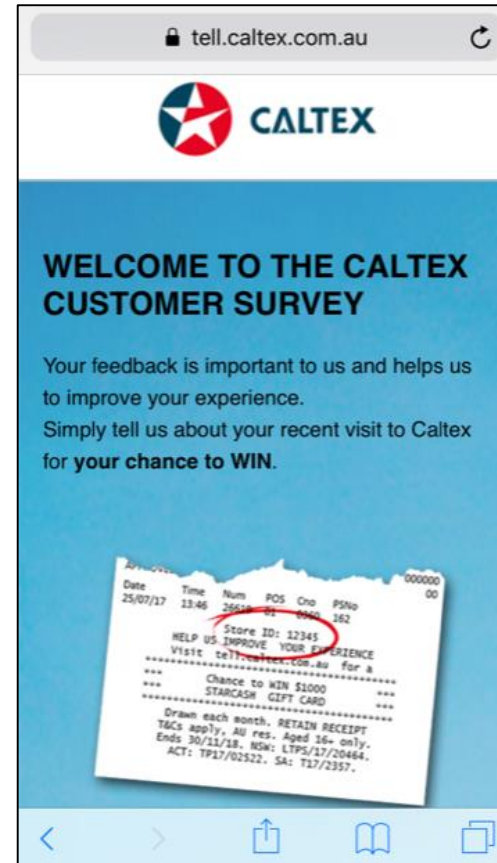 tell.caltex.com.au
CALTEX
WELCOME TO THE CALTEX
CUSTOMER SURVEY
Your feedback is important to us and helps us
to improve your experience.
Simply tell us about your recent visit to Caltex
for your chance to WIN.
000000
Date Time Num POS Cno PSNo 00
25/07/17 13:46 26618 01 0360 162
Store ID: 12345
HELP US IMPROVE YOUR EXPERIENCE
Visit tell.caltex.com.au for a
***********************************
*** Chance to WIN $1000 ***
*** STARCASH GIFT CARD ***
***********************************
Drawn each month. RETAIN RECEIPT
T&Cs apply, AU res. Aged 16+ only.
Ends 30/11/18. NSW: LTPS/17/20464.
ACT: TP17/02522. SA: T17/2357.